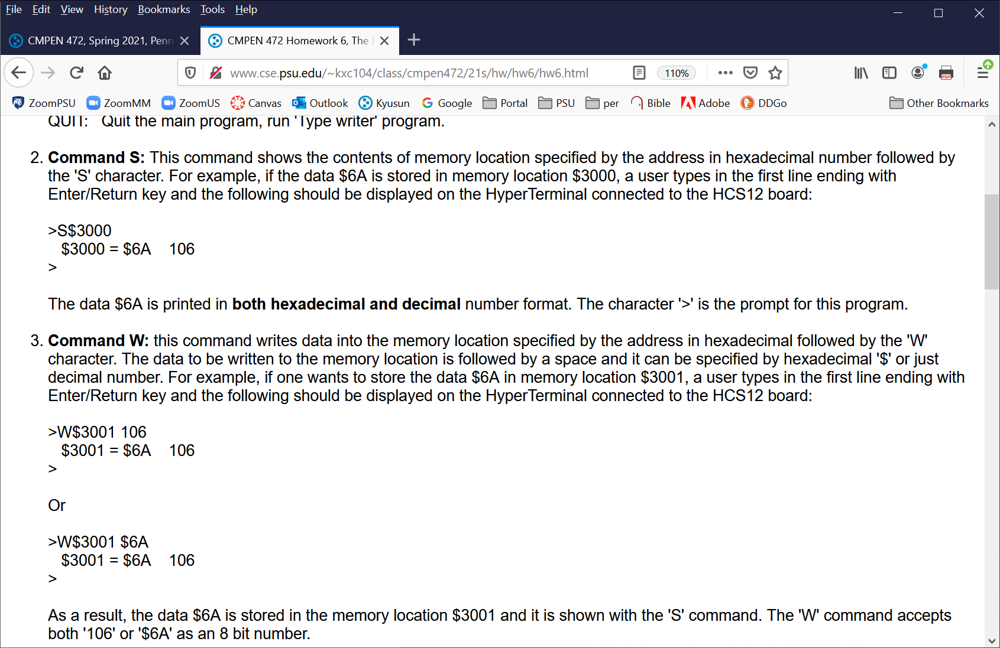 File Edit View History Bookmarks Tools Help
CMPEN 472, Spring 2021, Penn
CMPEN 472 Homework 6, The
www.cse.psu.edu/~kxc104/class/cmpen472/21s/hw/hw6/hw6.html
110%
ZoomPSU ZoomMM ZoomUS Canvas Outlook Kyusun Google Portal PSU per Bible Adobe DDGo Other Bookmarks
QUIT: Quit the main program, run 'Type writer' program.
2. Command S: This command shows the contents of memory location specified by the address in hexadecimal number followed by
the 'S' character. For example, if the data $6A is stored in memory location $3000, a user types in the first line ending with
Enter/Return key and the following should be displayed on the HyperTerminal connected to the HCS12 board:
>S$3000
$3000 = $6A 106
>
The data $6A is printed in both hexadecimal and decimal number format. The character '>' is the prompt for this program.
3. Command W: this command writes data into the memory location specified by the address in hexadecimal followed by the 'W'
character. The data to be written to the memory location is followed by a space and it can be specified by hexadecimal '$' or just
decimal number. For example, if one wants to store the data $6A in memory location $3001, a user types in the first line ending with
Enter/Return key and the following should be displayed on the HyperTerminal connected to the HCS12 board:
>W$3001 106
$3001 = $6A 106
>
Or
>W$3001 $6A
$3001 = $6A 106
>
As a result, the data $6A is stored in the memory location $3001 and it is shown with the 'S' command. The 'W' command accepts
both '106' or '$6A' as an 8 bit number.